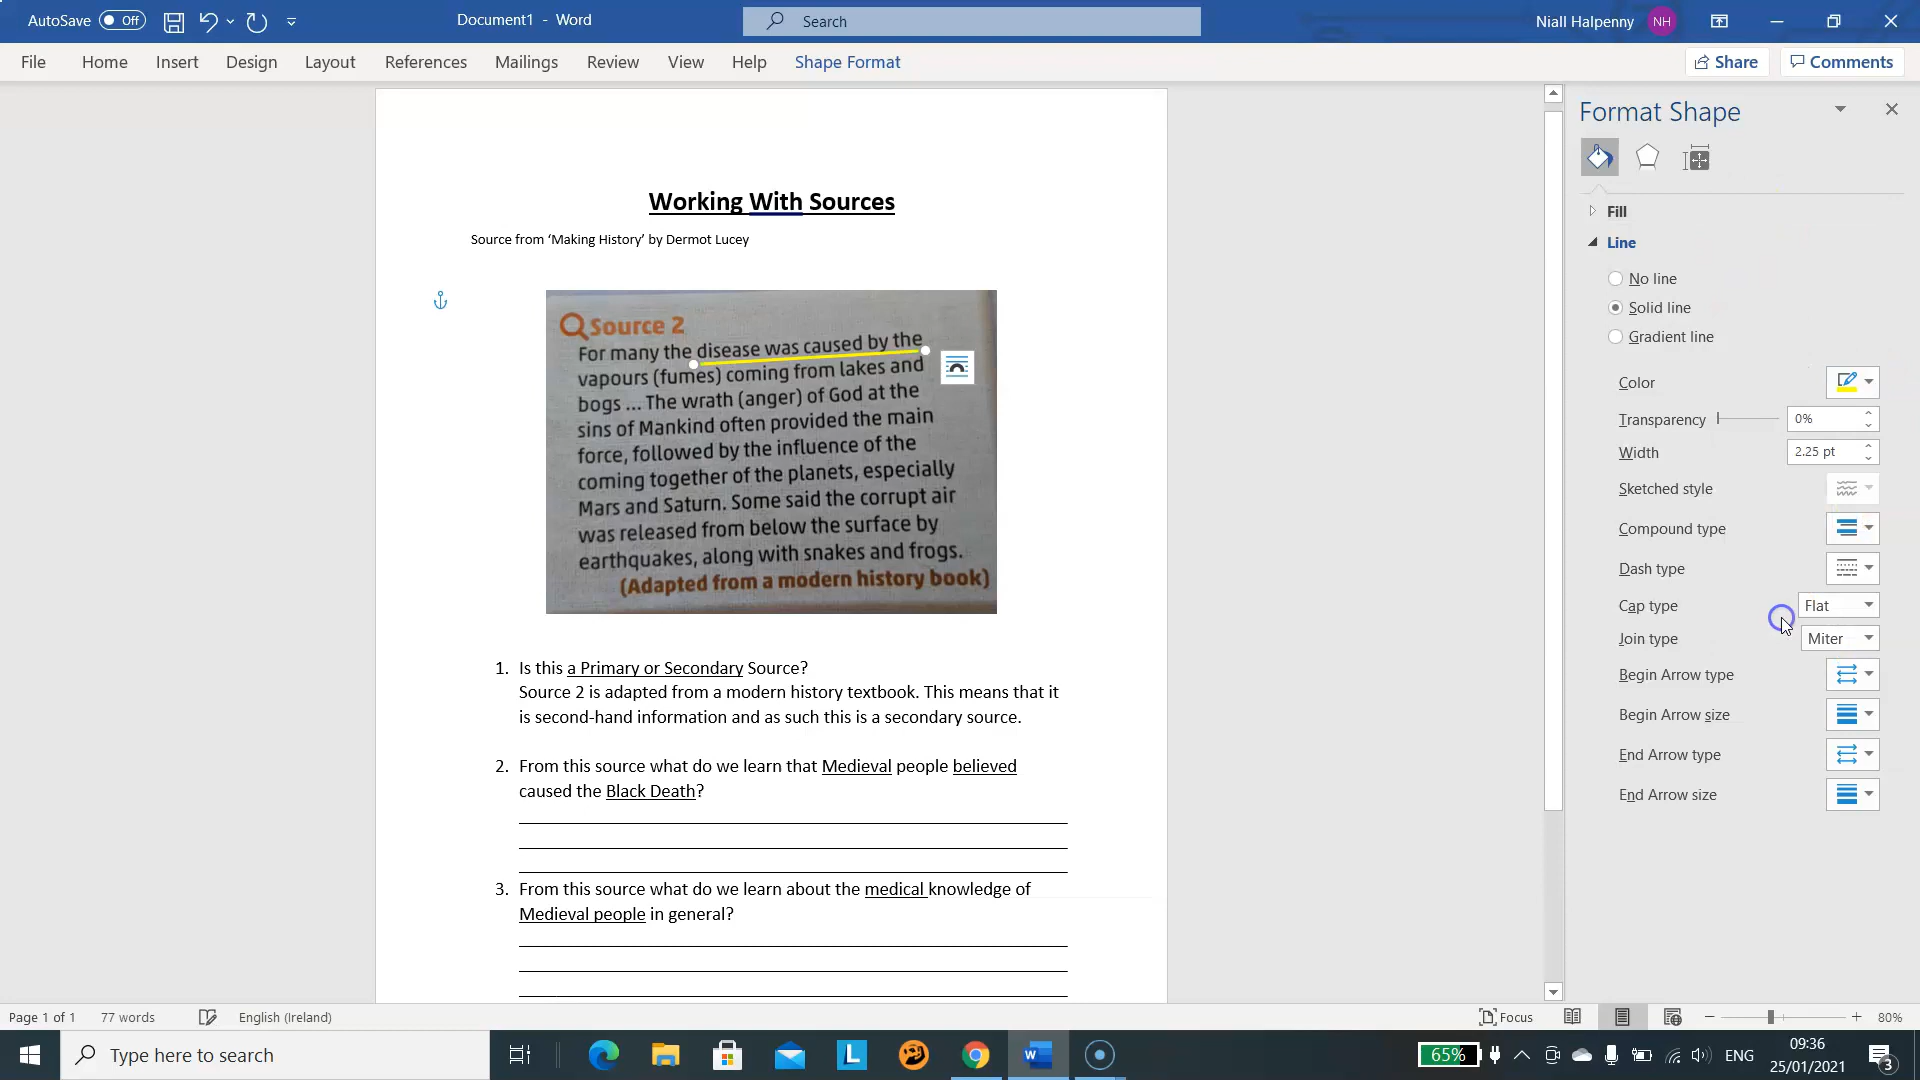 AutoSave Off
Document1 - Word
Search
Niall Halpenny NH
File Home Insert Design Layout References Mailings Review View Help Shape Format
Share Comments
Working With Sources
Source from ‘Making History’ by Dermot Lucey
Source 2
For many the disease was caused by the
vapours (fumes) coming from lakes and
bogs ... The wrath (anger) of God at the
sins of Mankind often provided the main
force, followed by the influence of the
coming together of the planets, especially
Mars and Saturn. Some said the corrupt air
was released from below the surface by
earthquakes, along with snakes and frogs.
(Adapted from a modern history book)
1. Is this a Primary or Secondary Source?
Source 2 is adapted from a modern history textbook. This means that it
is second-hand information and as such this is a secondary source.
2. From this source what do we learn that Medieval people believed
caused the Black Death?
3. From this source what do we learn about the medical knowledge of
Medieval people in general?
Format Shape
Fill
Line
No line
Solid line
Gradient line
Color
Transparency 0%
Width 2.25 pt
Sketched style
Compound type
Dash type
Cap type Flat
Join type Miter
Begin Arrow type
Begin Arrow size
End Arrow type
End Arrow size
Page 1 of 1 77 words English (Ireland) Focus 80%
Type here to search
L
W
65%
ENG
09:36
25/01/2021
3